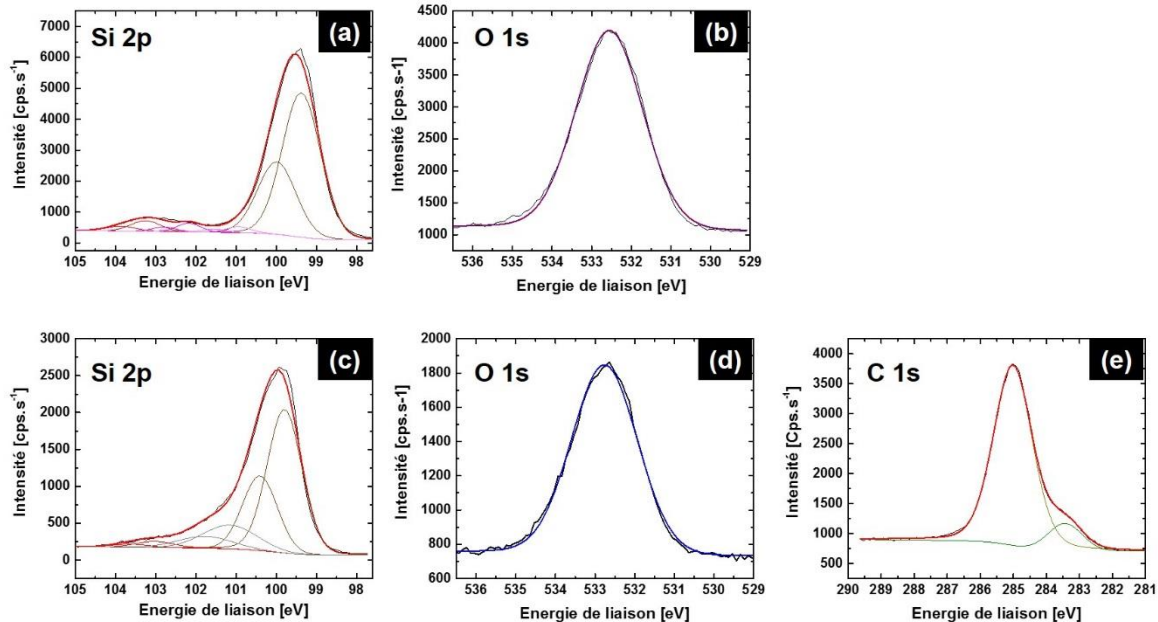 Si 2p
(a)
Intensité [cps.s⁻¹]
7000
6000
5000
4000
3000
2000
1000
0
105 104 103 102 101 100 99 98
Energie de liaison [eV]
O 1s
(b)
Intensité [cps.s-1]
4500
4000
3500
3000
2500
2000
1500
1000
536 535 534 533 532 531 530 529
Energie de liaison [eV]
Si 2p
(c)
Intensité [cps.s⁻¹]
3000
2500
2000
1500
1000
500
0
105 104 103 102 101 100 99 98
Energie de liaison [eV]
O 1s
(d)
Intensité [cps.s-1]
2000
1800
1600
1400
1200
1000
800
600
536 535 534 533 532 531 530 529
Energie de liaison [eV]
C 1s
(e)
Intensité [Cps.s⁻¹]
4000
3500
3000
2500
2000
1500
1000
500
290 289 288 287 286 285 284 283 282 281
Energie de liaison [eV]